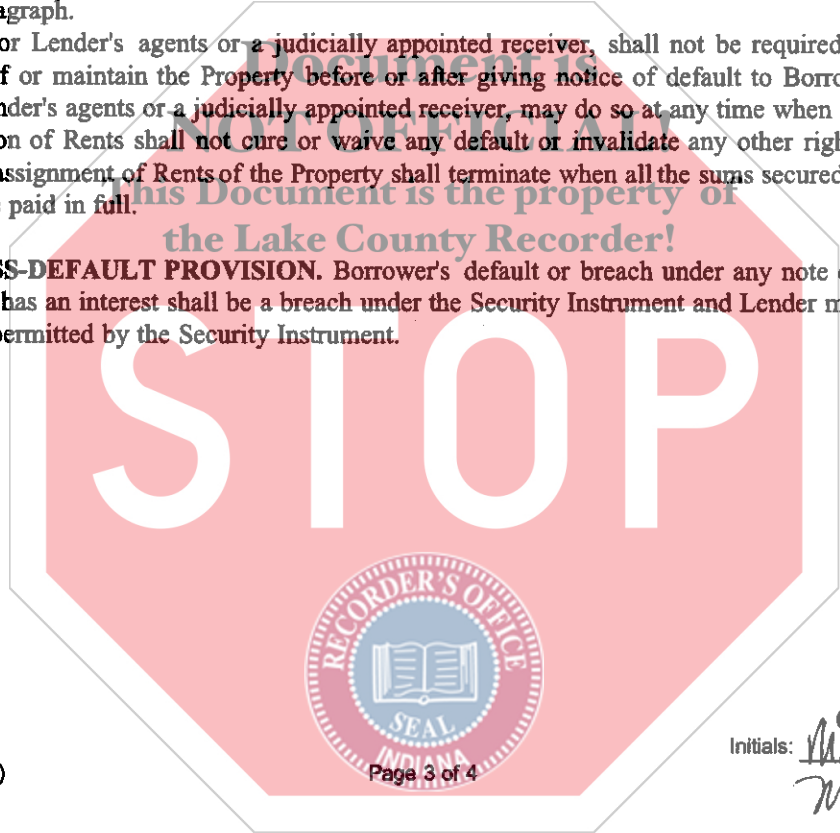 agraph.
or Lender's agents or a judicially appointed receiver, shall not be required
f or maintain the Property before or after giving notice of default to Borro
nder's agents or a judicially appointed receiver, may do so at any time when
on of Rents shall not cure or waive any default or invalidate any other righ
ssignment of Rents of the Property shall terminate when all the sums secured
paid in full.
Document is
NOT OFFICIAL!
This Document is the property of
the Lake County Recorder!
SS-DEFAULT PROVISION. Borrower's default or breach under any note
has an interest shall be a breach under the Security Instrument and Lender m
ermitted by the Security Instrument.
STOP
RECORDER'S OFFICE
SEAL
INDIANA
Initials:
)
Page 3 of 4